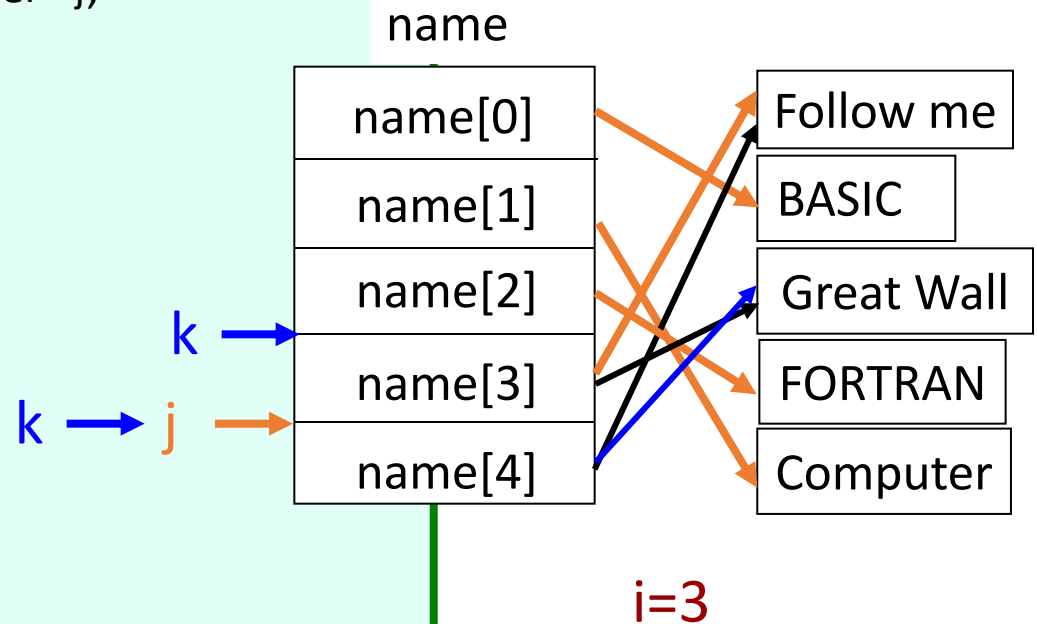 j;
name
name[0]
Follow me
name[1]
BASIC
name[2]
Great Wall
k
name[3]
FORTRAN
k
j
name[4]
Computer
i=3